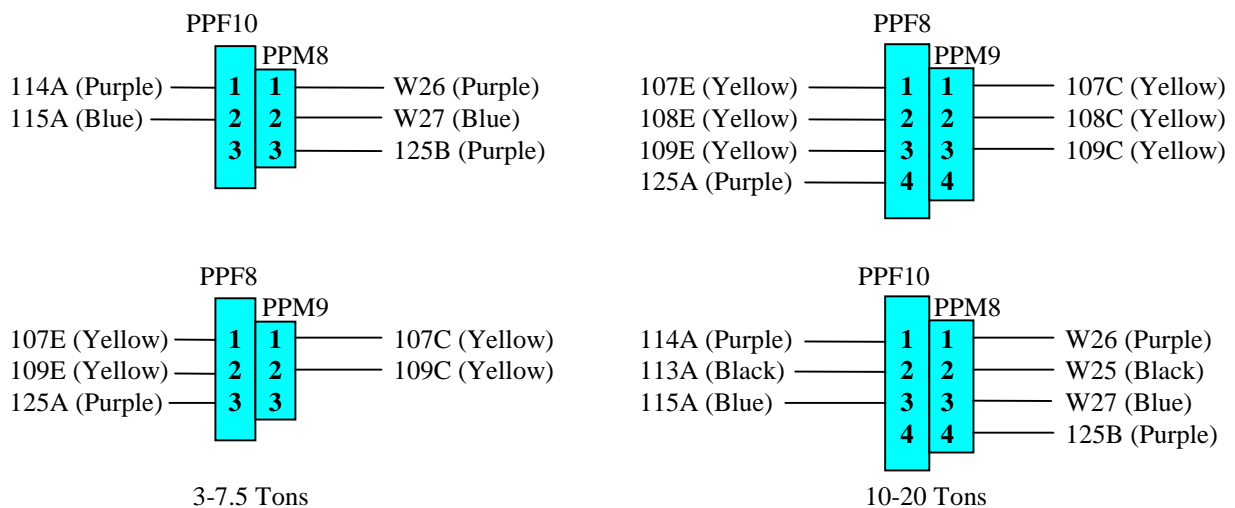 PPF10
PPM8
114A (Purple) 1 1 W26 (Purple)
115A (Blue) 2 2 W27 (Blue)
3 3 125B (Purple)
PPF8
PPM9
107E (Yellow) 1 1 107C (Yellow)
108E (Yellow) 2 2 108C (Yellow)
109E (Yellow) 3 3 109C (Yellow)
125A (Purple) 4 4
PPF8
PPM9
107E (Yellow) 1 1 107C (Yellow)
109E (Yellow) 2 2 109C (Yellow)
125A (Purple) 3 3
3-7.5 Tons
PPF10
PPM8
114A (Purple) 1 1 W26 (Purple)
113A (Black) 2 2 W25 (Black)
115A (Blue) 3 3 W27 (Blue)
4 4 125B (Purple)
10-20 Tons